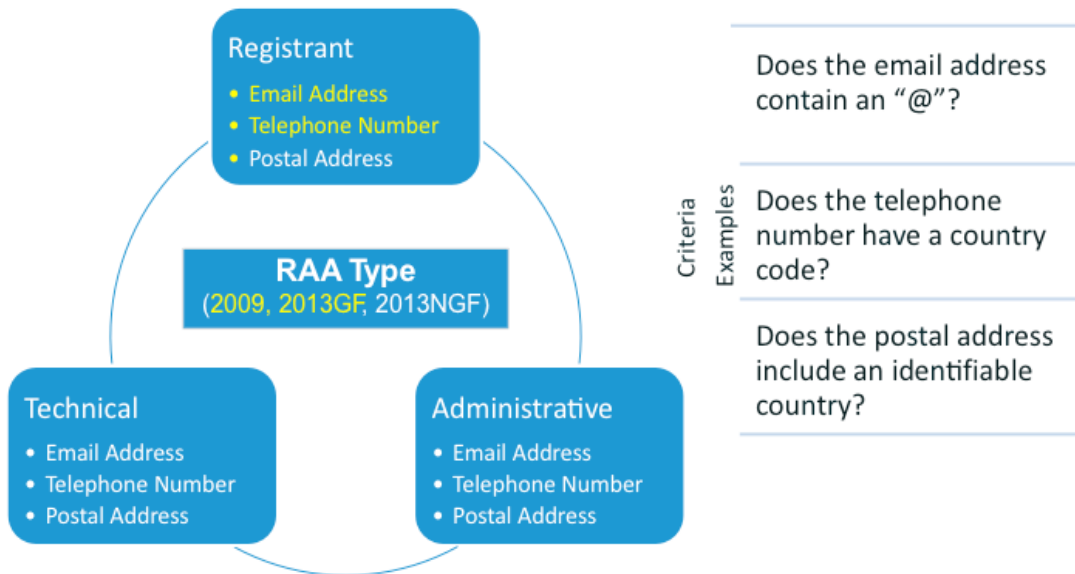 Registrant
• Email Address
• Telephone Number
• Postal Address
RAA Type
(2009, 2013GF, 2013NGF)
Technical
• Email Address
• Telephone Number
• Postal Address
Administrative
• Email Address
• Telephone Number
• Postal Address
Criteria
Examples
Does the email address
contain an “@”?
Does the telephone
number have a country
code?
Does the postal address
include an identifiable
country?